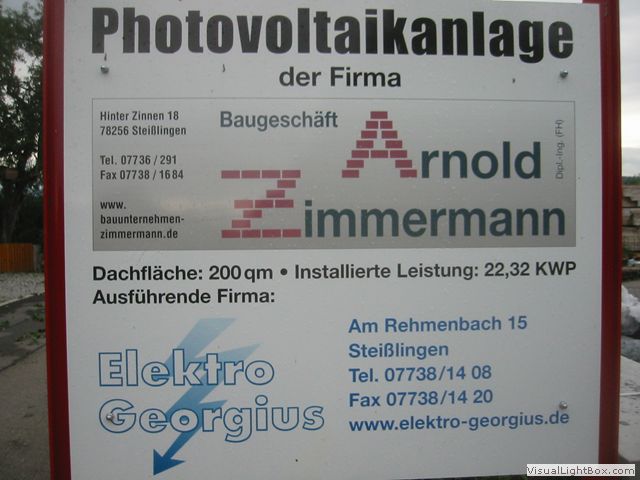 Photovoltaikanlage
der Firma
Hinter Zinnen 18
78256 Steißlingen
Tel. 07736 / 291
Fax 07738 / 16 84
www.
bauunternehmen-
zimmermann.de
Baugeschäft
Arnold
Zimmermann
Dipl.-Ing. (FH)
Dachfläche: 200 qm • Installierte Leistung: 22,32 KWP
Ausführende Firma:
Elektro
Georgius
Am Rehmenbach 15
Steißlingen
Tel. 07738/14 08
Fax 07738/14 20
www.elektro-georgius.de
VisualLightBox.com